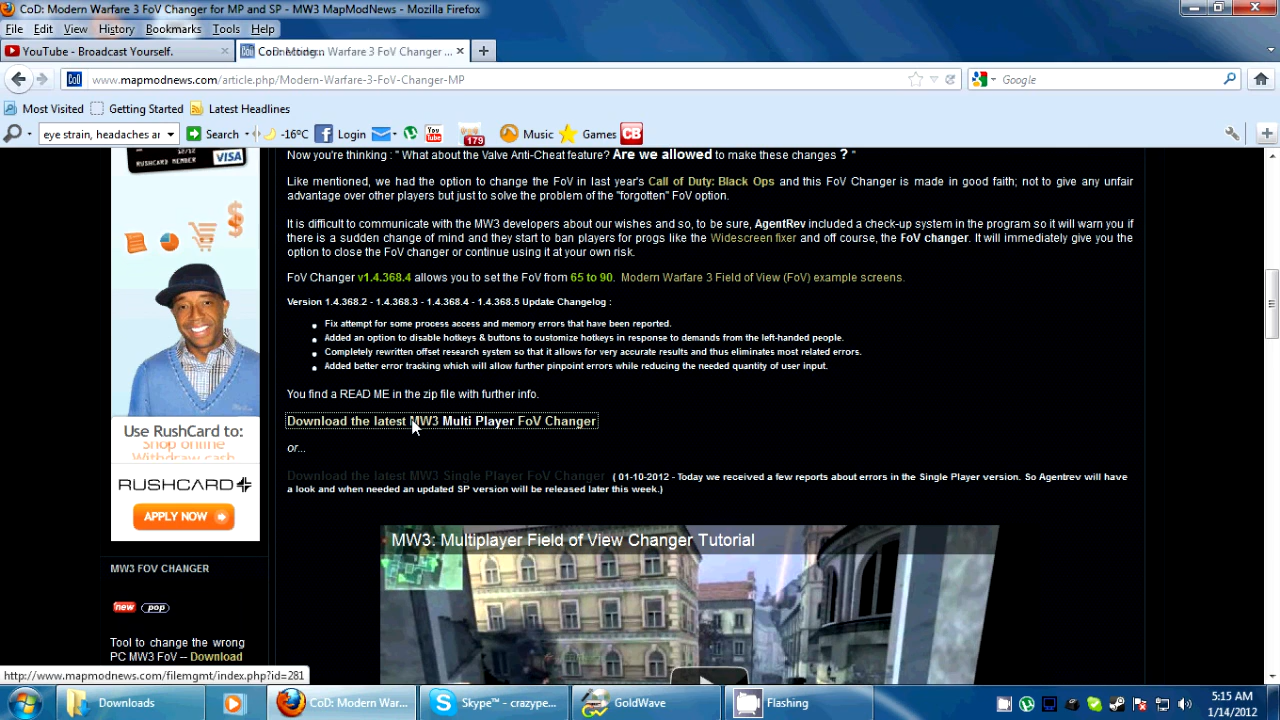 CoD: Modern Warfare 3 FoV Changer for MP and SP - MW3 MapModNews - Mozilla Firefox
File Edit View History Bookmarks Tools Help
YouTube - Broadcast Yourself.
Warfare 3 FoV Changer ...
www.mapmodnews.com/article.php/Modern-Warfare-3-FoV-Changer-MP
Google
Most Visited Getting Started Latest Headlines
eye strain, headaches ar Search -16°C Login You Tube 179 Music Games CB
12/12
RUSHCARD MEMBER VISA
Use RushCard to:
Shop online
Withdraw cash
RUSHCARD
APPLY NOW
MW3 FOV CHANGER
new pop
Tool to change the wrong
PC MW3 FoV -- Download
Now you're thinking : " What about the Valve Anti-Cheat feature? Are we allowed to make these changes ? "
Like mentioned, we had the option to change the FoV in last year's Call of Duty: Black Ops and this FoV Changer is made in good faith; not to give any unfair
advantage over other players but just to solve the problem of the "forgotten" FoV option.
It is difficult to communicate with the MW3 developers about our wishes and so, to be sure, AgentRev included a check-up system in the program so it will warn you if
there is a sudden change of mind and they start to ban players for progs like the Widescreen fixer and off course, the FoV changer. It will immediately give you the
option to close the FoV changer or continue using it at your own risk.
FoV Changer v1.4.368.4 allows you to set the FoV from 65 to 90. Modern Warfare 3 Field of View (FoV) example screens.
Version 1.4.368.2 - 1.4.368.3 - 1.4.368.4 - 1.4.368.5 Update Changelog :
Fix attempt for some process access and memory errors that have been reported.
Added an option to disable hotkeys & buttons to customize hotkeys in response to demands from the left-handed people.
Completely rewritten offset research system so that it allows for very accurate results and thus eliminates most related errors.
Added better error tracking which will allow further pinpoint errors while reducing the needed quantity of user input.
You find a READ ME in the zip file with further info.
Download the latest MW3 Multi Player FoV Changer
or...
Download the latest MW3 Single Player FoV Changer ( 01-10-2012 - Today we received a few reports about errors in the Single Player version. So Agentrev will have
a look and when needed an updated SP version will be released later this week.)
MW3: Multiplayer Field of View Changer Tutorial
http://www.mapmodnews.com/filemgmt/index.php?id=281
Downloads CoD: Modern War... Skype™ - crazype... GoldWave Flashing
5:15 AM
1/14/2012